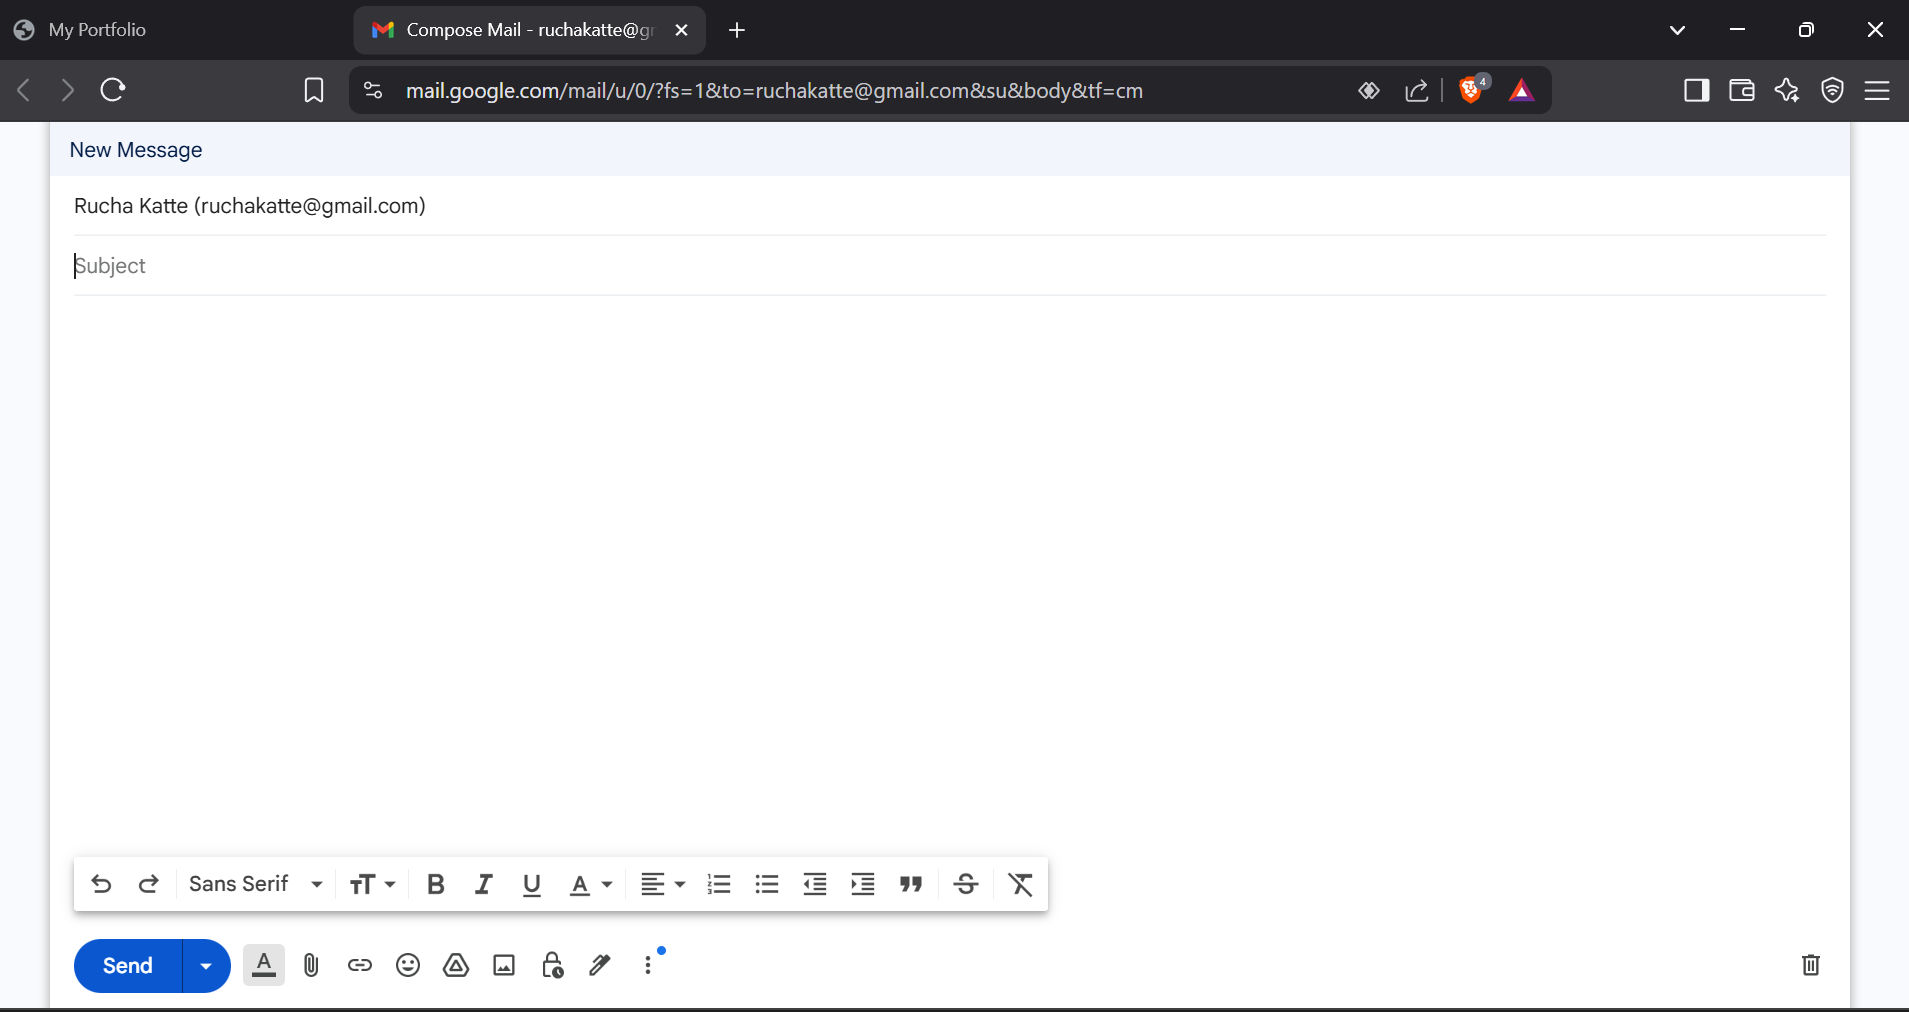 My Portfolio
Compose Mail - ruchakatte@g
mail.google.com/mail/u/0/?fs=1&to=ruchakatte@gmail.com&su&body&tf=cm
4
New Message
Rucha Katte (ruchakatte@gmail.com)
Subject
Sans Serif
Send